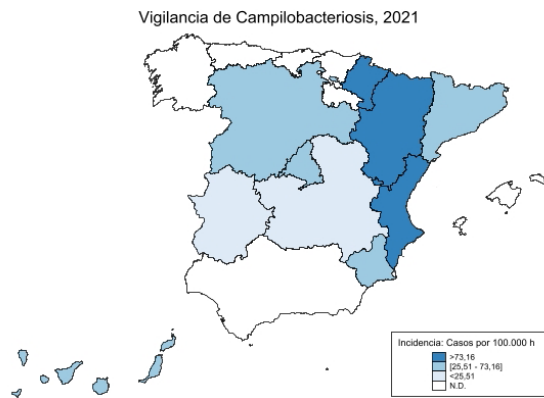 Vigilancia de Campilobacteriosis, 2021
Incidencia: Casos por 100.000 h
>73,16
[25,51 - 73,16]
<25,51
N.D.